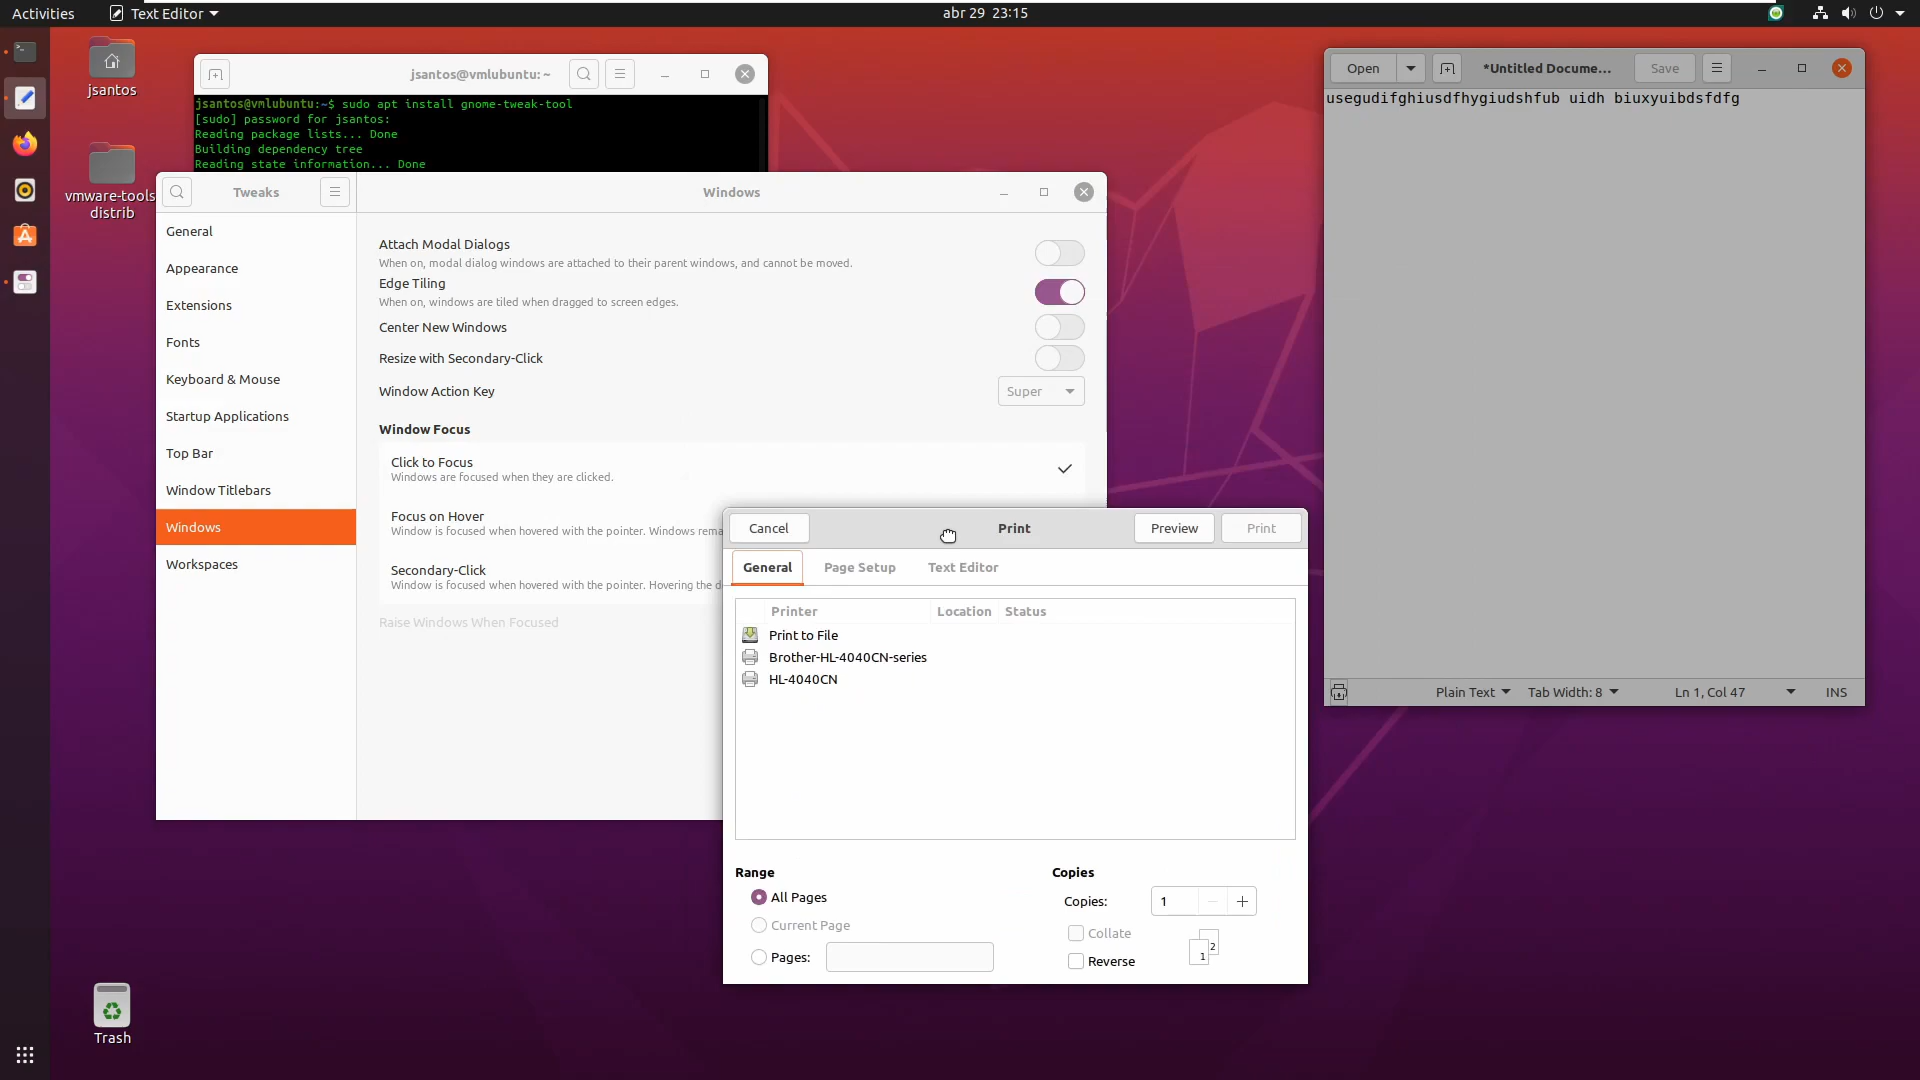 Activities
Text Editor
abr 29 23:15
jsantos
vmware-tools
distrib
Trash
jsantos@vmlubuntu: ~
jsantos@vmlubuntu:~$ sudo apt install gnome-tweak-tool
[sudo] password for jsantos:
Reading package lists... Done
Building dependency tree
Reading state information... Done
Tweaks
Windows
General
Appearance
Extensions
Fonts
Keyboard & Mouse
Startup Applications
Top Bar
Window Titlebars
Windows
Workspaces
Attach Modal Dialogs
When on, modal dialog windows are attached to their parent windows, and cannot be moved.
Edge Tiling
When on, windows are tiled when dragged to screen edges.
Center New Windows
Resize with Secondary-Click
Window Action Key
Super
Window Focus
Click to Focus
Windows are focused when they are clicked.
Focus on Hover
Window is focused when hovered with the pointer. Windows rema
Secondary-Click
Window is focused when hovered with the pointer. Hovering the d
Raise Windows When Focused
Cancel
Print
Preview
Print
General
Page Setup
Text Editor
Printer Location Status
Print to File
Brother-HL-4040CN-series
HL-4040CN
Range
All Pages
Current Page
Pages:
Copies
Copies:
1
Collate
Reverse
2
1
Open
*Untitled Docume...
Save
usegudifghiusdfhygiudshfub uidh biuxyuibdsfdfg
Plain Text
Tab Width: 8
Ln 1, Col 47
INS